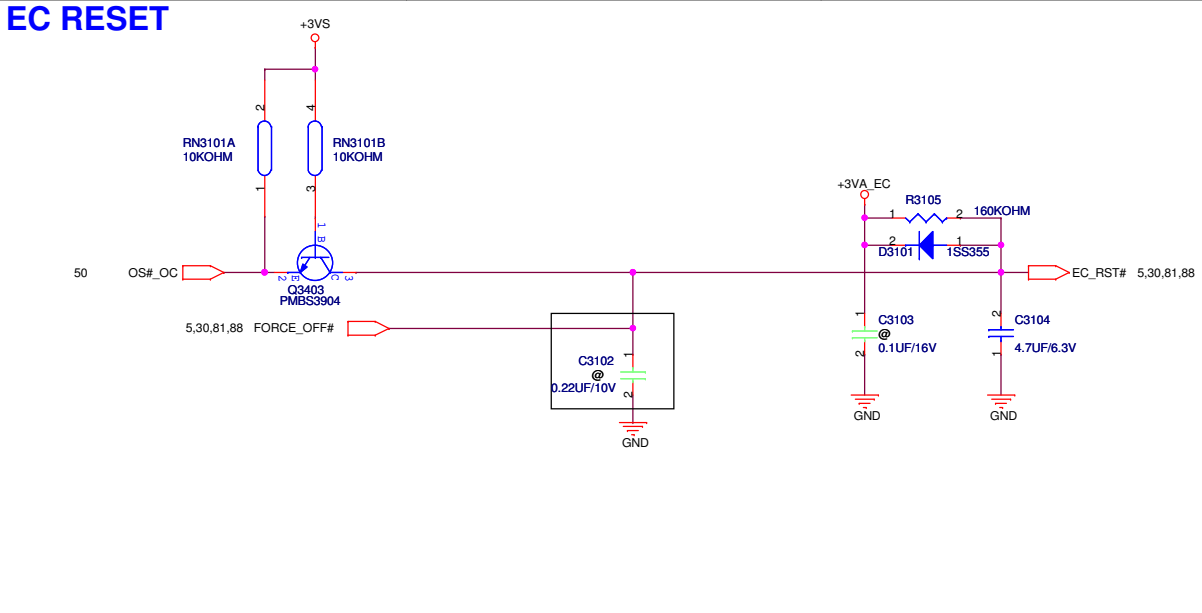 EC RESET
+3VS
2
4
RN3101A
10KOHM
RN3101B
10KOHM
1
3
1
B
50 OS#_OC
2
E
C
3
Q3403
PMBS3904
5,30,81,88 FORCE_OFF#
C3102
@
0.22UF/10V
1
2
GND
+3VA_EC
R3105
1
2
160KOHM
2
1
D3101
1SS355
EC_RST# 5,30,81,88
1
C3103
@
0.1UF/16V
2
GND
2
C3104
4.7UF/6.3V
1
GND